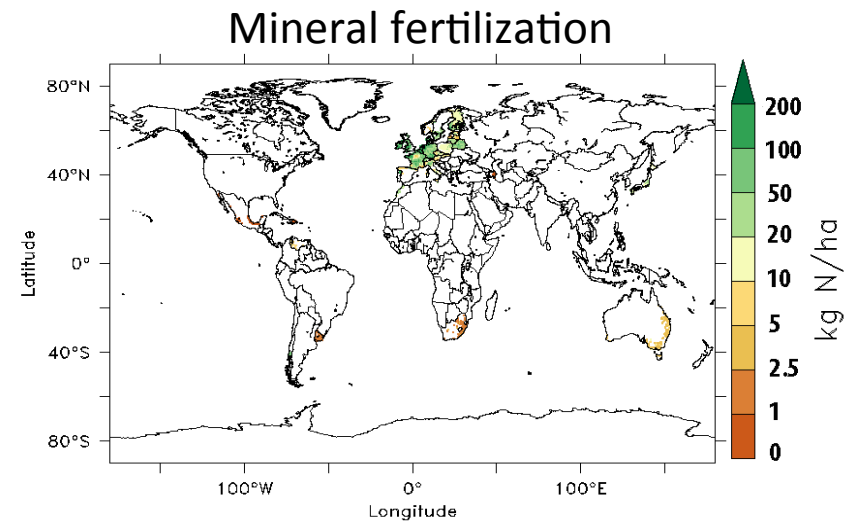 Mineral fertilization
80°N
40°N
0°
40°S
80°S
Latitude
100°W
0°
100°E
Longitude
200
100
50
20
10
5
2.5
1
0
kg N/ha